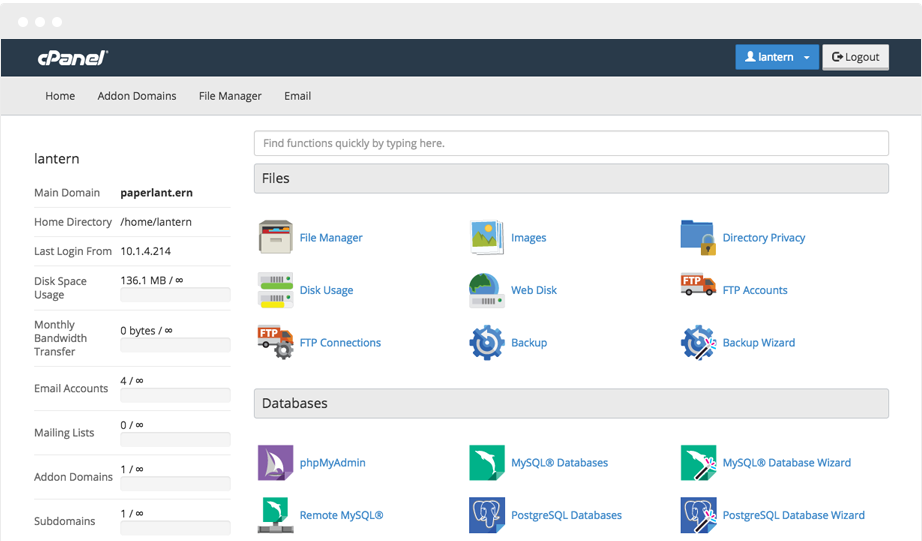 cPanel®
lantern
Logout
Home Addon Domains File Manager Email
Find functions quickly by typing here.
lantern
Main Domain paperlant.ern
Home Directory /home/lantern
Last Login From 10.1.4.214
Disk Space Usage 136.1 MB / ∞
Monthly Bandwidth Transfer 0 bytes / ∞
Email Accounts 4 / ∞
Mailing Lists 0 / ∞
Addon Domains 1 / ∞
Subdomains 1 / ∞
Files
File Manager Images Directory Privacy
Disk Usage Web Disk FTP FTP Accounts
FTP FTP Connections Backup Backup Wizard
Databases
phpMyAdmin MySQL® Databases MySQL® Database Wizard
Remote MySQL® PostgreSQL Databases PostgreSQL Database Wizard